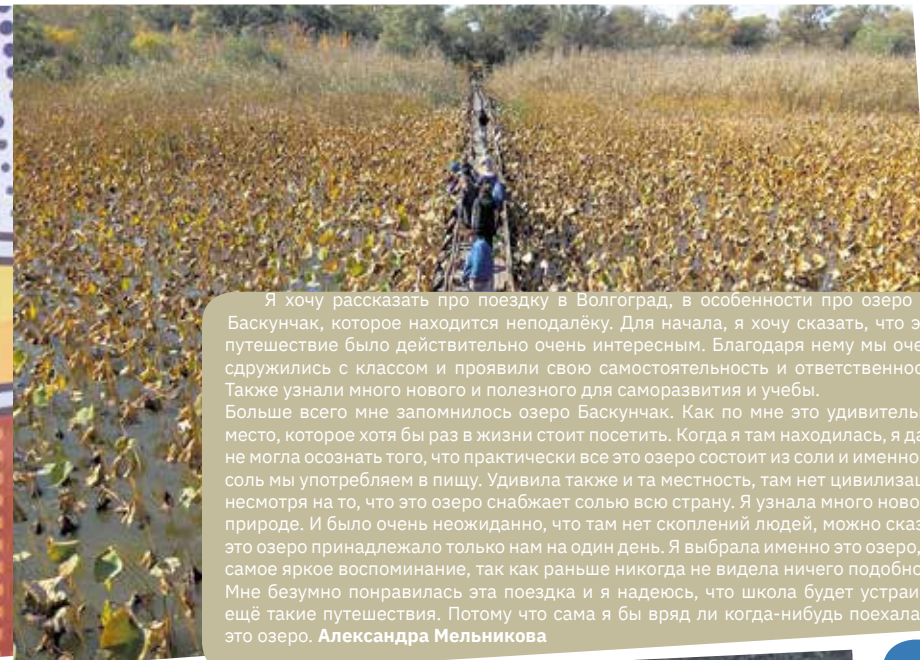 Я хочу рассказать про поездку в Волгоград, в особенности про озеро
Баскунчак, которое находится неподалёку. Для начала, я хочу сказать, что
путешествие было действительно очень интересным. Благодаря нему мы
сдружились с классом и проявили свою самостоятельность и
Также узнали много нового и полезного для саморазвития и учебы.
Больше всего мне запомнилось озеро Баскунчак. Как по мне это
место, которое хотя бы раз в жизни стоит посетить. Когда я там находилась, я
не могла осознать того, что практически все это озеро состоит из соли и именно
соль мы употребляем в пищу. Удивила также и та местность, там нет
несмотря на то, что это озеро снабжает солью всю страну. Я узнала много
природе. И было очень неожиданно, что там нет скоплений людей, можно
это озеро принадлежало только нам на один день. Я выбрала именно это озеро,
самое яркое воспоминание, так как раньше никогда не видела ничего
Мне безумно понравилась эта поездка и я надеюсь, что школа будет
ещё такие путешествия. Потому что сама я бы вряд ли когда-нибудь поехала
это озеро. Александра Мельникова